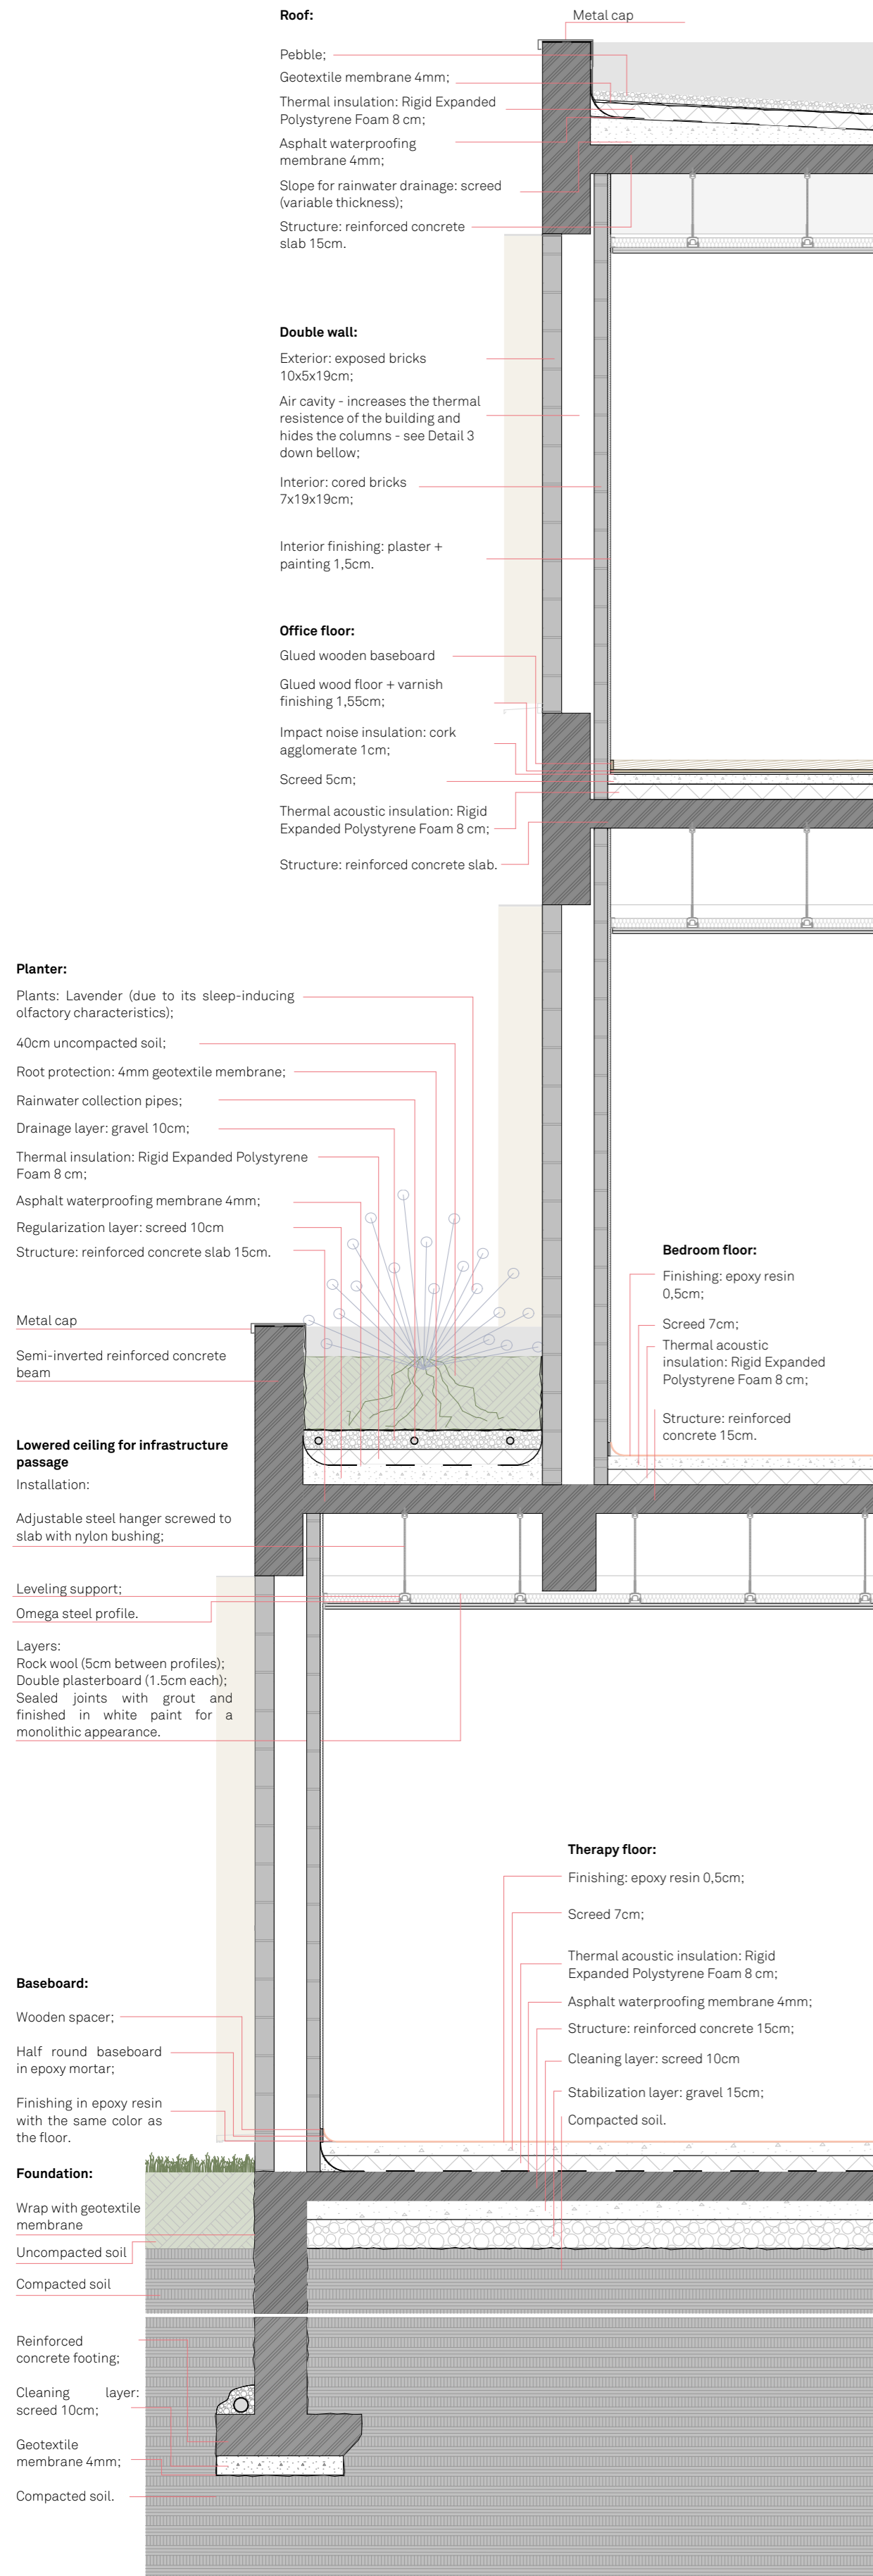 Roof:
Metal cap
Pebble;
Geotextile membrane 4mm;
Thermal insulation: Rigid Expanded
Polystyrene Foam 8 cm;
Asphalt waterproofing
membrane 4mm;
Slope for rainwater drainage: screed
(variable thickness);
Structure: reinforced concrete
slab 15cm.
Double wall:
Exterior: exposed bricks
10x5x19cm;
Air cavity - increases the thermal
resistence of the building and
hides the columns - see Detail 3
down bellow;
Interior: cored bricks
7x19x19cm;
Interior finishing: plaster +
painting 1,5cm.
Office floor:
Glued wooden baseboard
Glued wood floor + varnish
finishing 1,55cm;
Impact noise insulation: cork
agglomerate 1cm;
Screed 5cm;
Thermal acoustic insulation: Rigid
Expanded Polystyrene Foam 8 cm;
Structure: reinforced concrete slab.
Planter:
Plants: Lavender (due to its sleep-inducing
olfactory characteristics);
40cm uncompacted soil;
Root protection: 4mm geotextile membrane;
Rainwater collection pipes;
Drainage layer: gravel 10cm;
Thermal insulation: Rigid Expanded Polystyrene
Foam 8 cm;
Asphalt waterproofing membrane 4mm;
Regularization layer: screed 10cm
Structure: reinforced concrete slab 15cm.
Metal cap
Semi-inverted reinforced concrete
beam
Bedroom floor:
Finishing: epoxy resin
0,5cm;
Screed 7cm;
Thermal acoustic
insulation: Rigid Expanded
Polystyrene Foam 8 cm;
Structure: reinforced
concrete 15cm.
Lowered ceiling for infrastructure
passage
Installation:
Adjustable steel hanger screwed to
slab with nylon bushing;
Leveling support;
Omega steel profile.
Layers:
Rock wool (5cm between profiles);
Double plasterboard (1.5cm each);
Sealed joints with grout and
finished in white paint for a
monolithic appearance.
Therapy floor:
Finishing: epoxy resin 0,5cm;
Screed 7cm;
Thermal acoustic insulation: Rigid
Expanded Polystyrene Foam 8 cm;
Asphalt waterproofing membrane 4mm;
Structure: reinforced concrete 15cm;
Cleaning layer: screed 10cm
Stabilization layer: gravel 15cm;
Compacted soil.
Baseboard:
Wooden spacer;
Half round baseboard
in epoxy mortar;
Finishing in epoxy resin
with the same color as
the floor.
Foundation:
Wrap with geotextile
membrane
Uncompacted soil
Compacted soil
Reinforced
concrete footing;
Cleaning layer:
screed 10cm;
Geotextile
membrane 4mm;
Compacted soil.